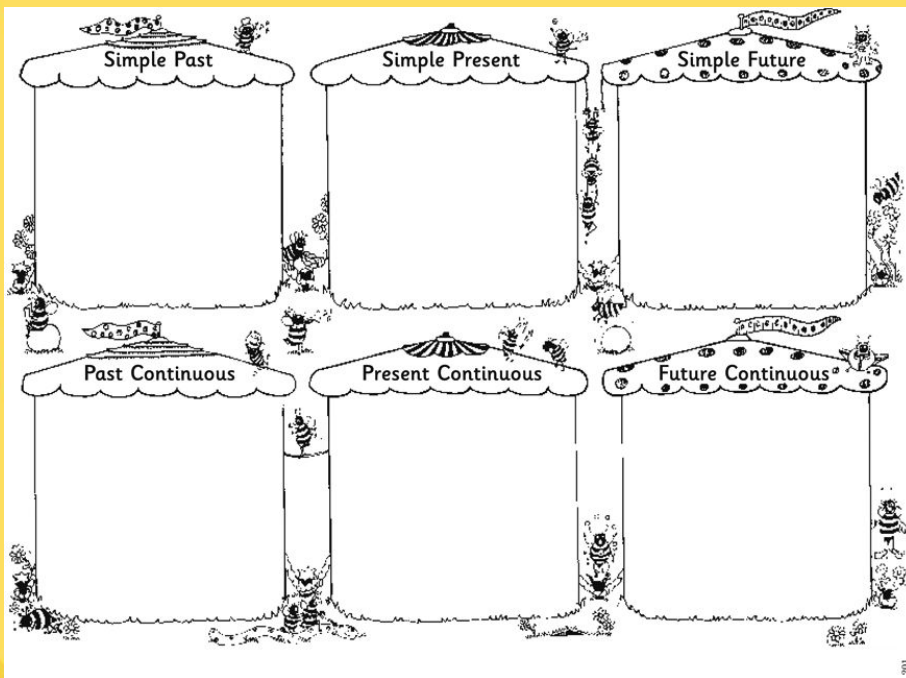 Simple Past
Simple Present
Simple Future
Past Continuous
Present Continuous
Future Continuous